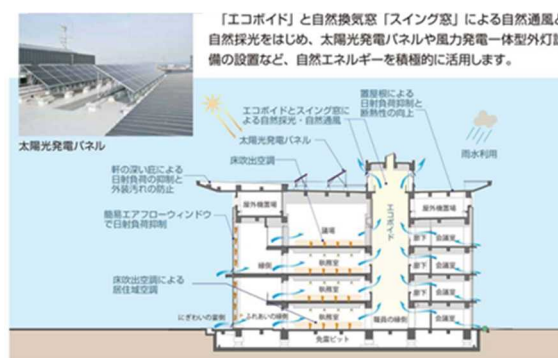 「エコボイド」と自然換気窓「スイング窓」による自然通風と
自然採光をはじめ、太陽光発電パネルや風力発電一体型外灯設
備の設置など、自然エネルギーを積極的に活用します。
太陽光発電パネル
エコボイドとスイング窓に
よる自然採光・自然通風
置屋根による
日射負荷抑制と
断熱性の向上
太陽光発電パネル
雨水利用
床吹出空調
軒の深い庇による
日射負荷の抑制と
外装汚れの防止
簡易エアフローウィンドウ
で日射負荷抑制
床吹出空調による
居住域空調
屋外機置場
議場
エコボイド
屋外機置場
縁側
執務室
廊下
会議室
執務室
廊下
会議室
執務室
廊下
会議室
にぎわいの縁側
ふれあいの縁側
執務室
職員の縁側
会議室
免震ピット